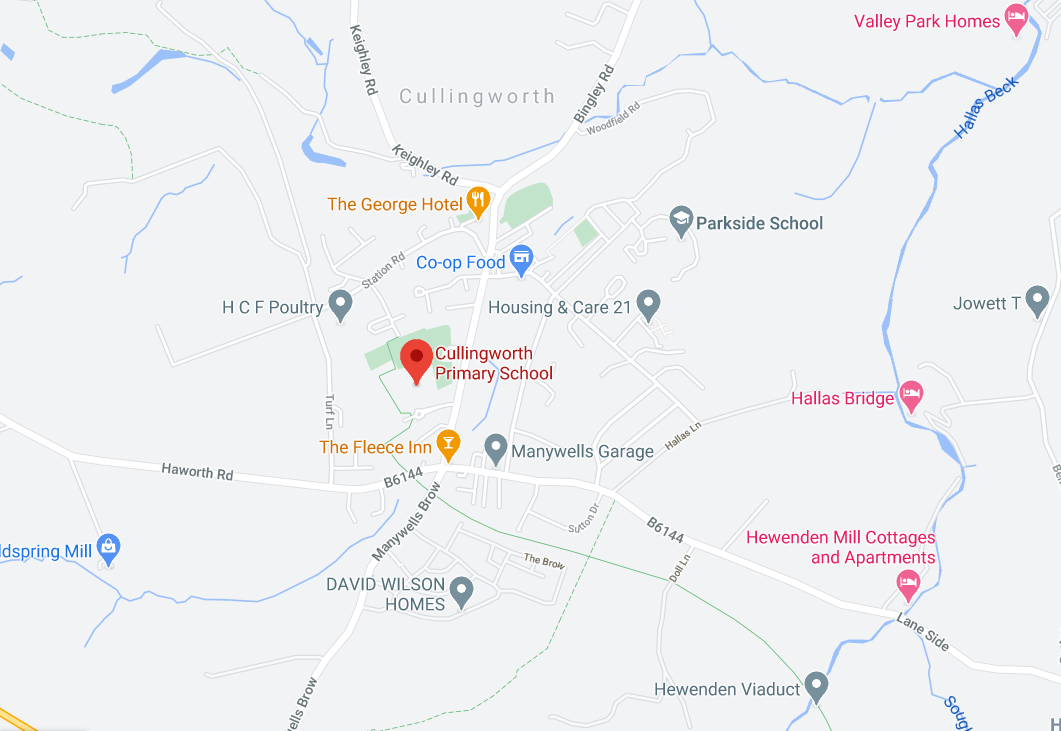 Valley Park Homes
Keighley Rd
Bingley Rd
Cullingworth
Hallas Beck
Woodfield Rd
Keighley Rd
The George Hotel
Parkside School
Station Rd
Co-op Food
H C F Poultry
Housing & Care 21
Jowett T
Cullingworth
Primary School
Hallas Bridge
Turf Ln
Hallas Ln
The Fleece Inn
Manywells Garage
Haworth Rd
B6144
Manywells Brow
Sutton Dr
B6144
ldspring Mill
Hewenden Mill Cottages
and Apartments
The Brow
Doll Ln
DAVID WILSON
HOMES
Lane Side
Hewenden Viaduct
ells Brow
Sough